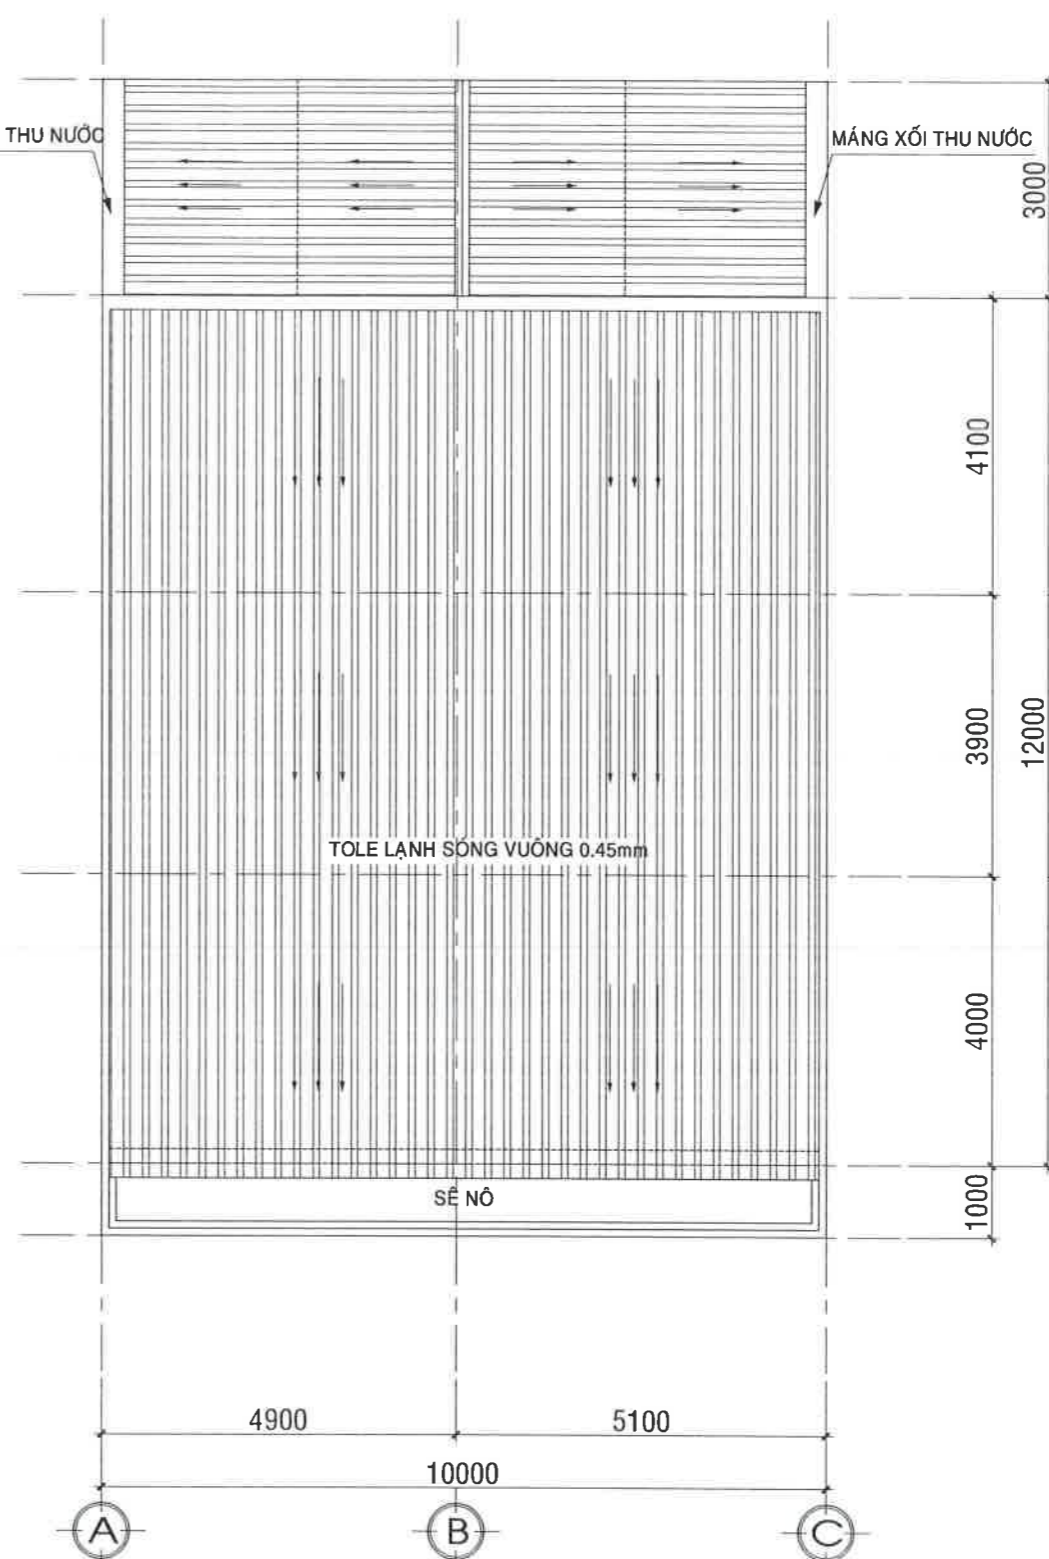 THU NƯỚC
MÁNG XỐI THU NƯỚC
3000
4100
3900
12000
TOLE LẠNH SÓNG VUÔNG 0.45mm
4000
SÊ NÔ
1000
4900
5100
10000
A
B
C